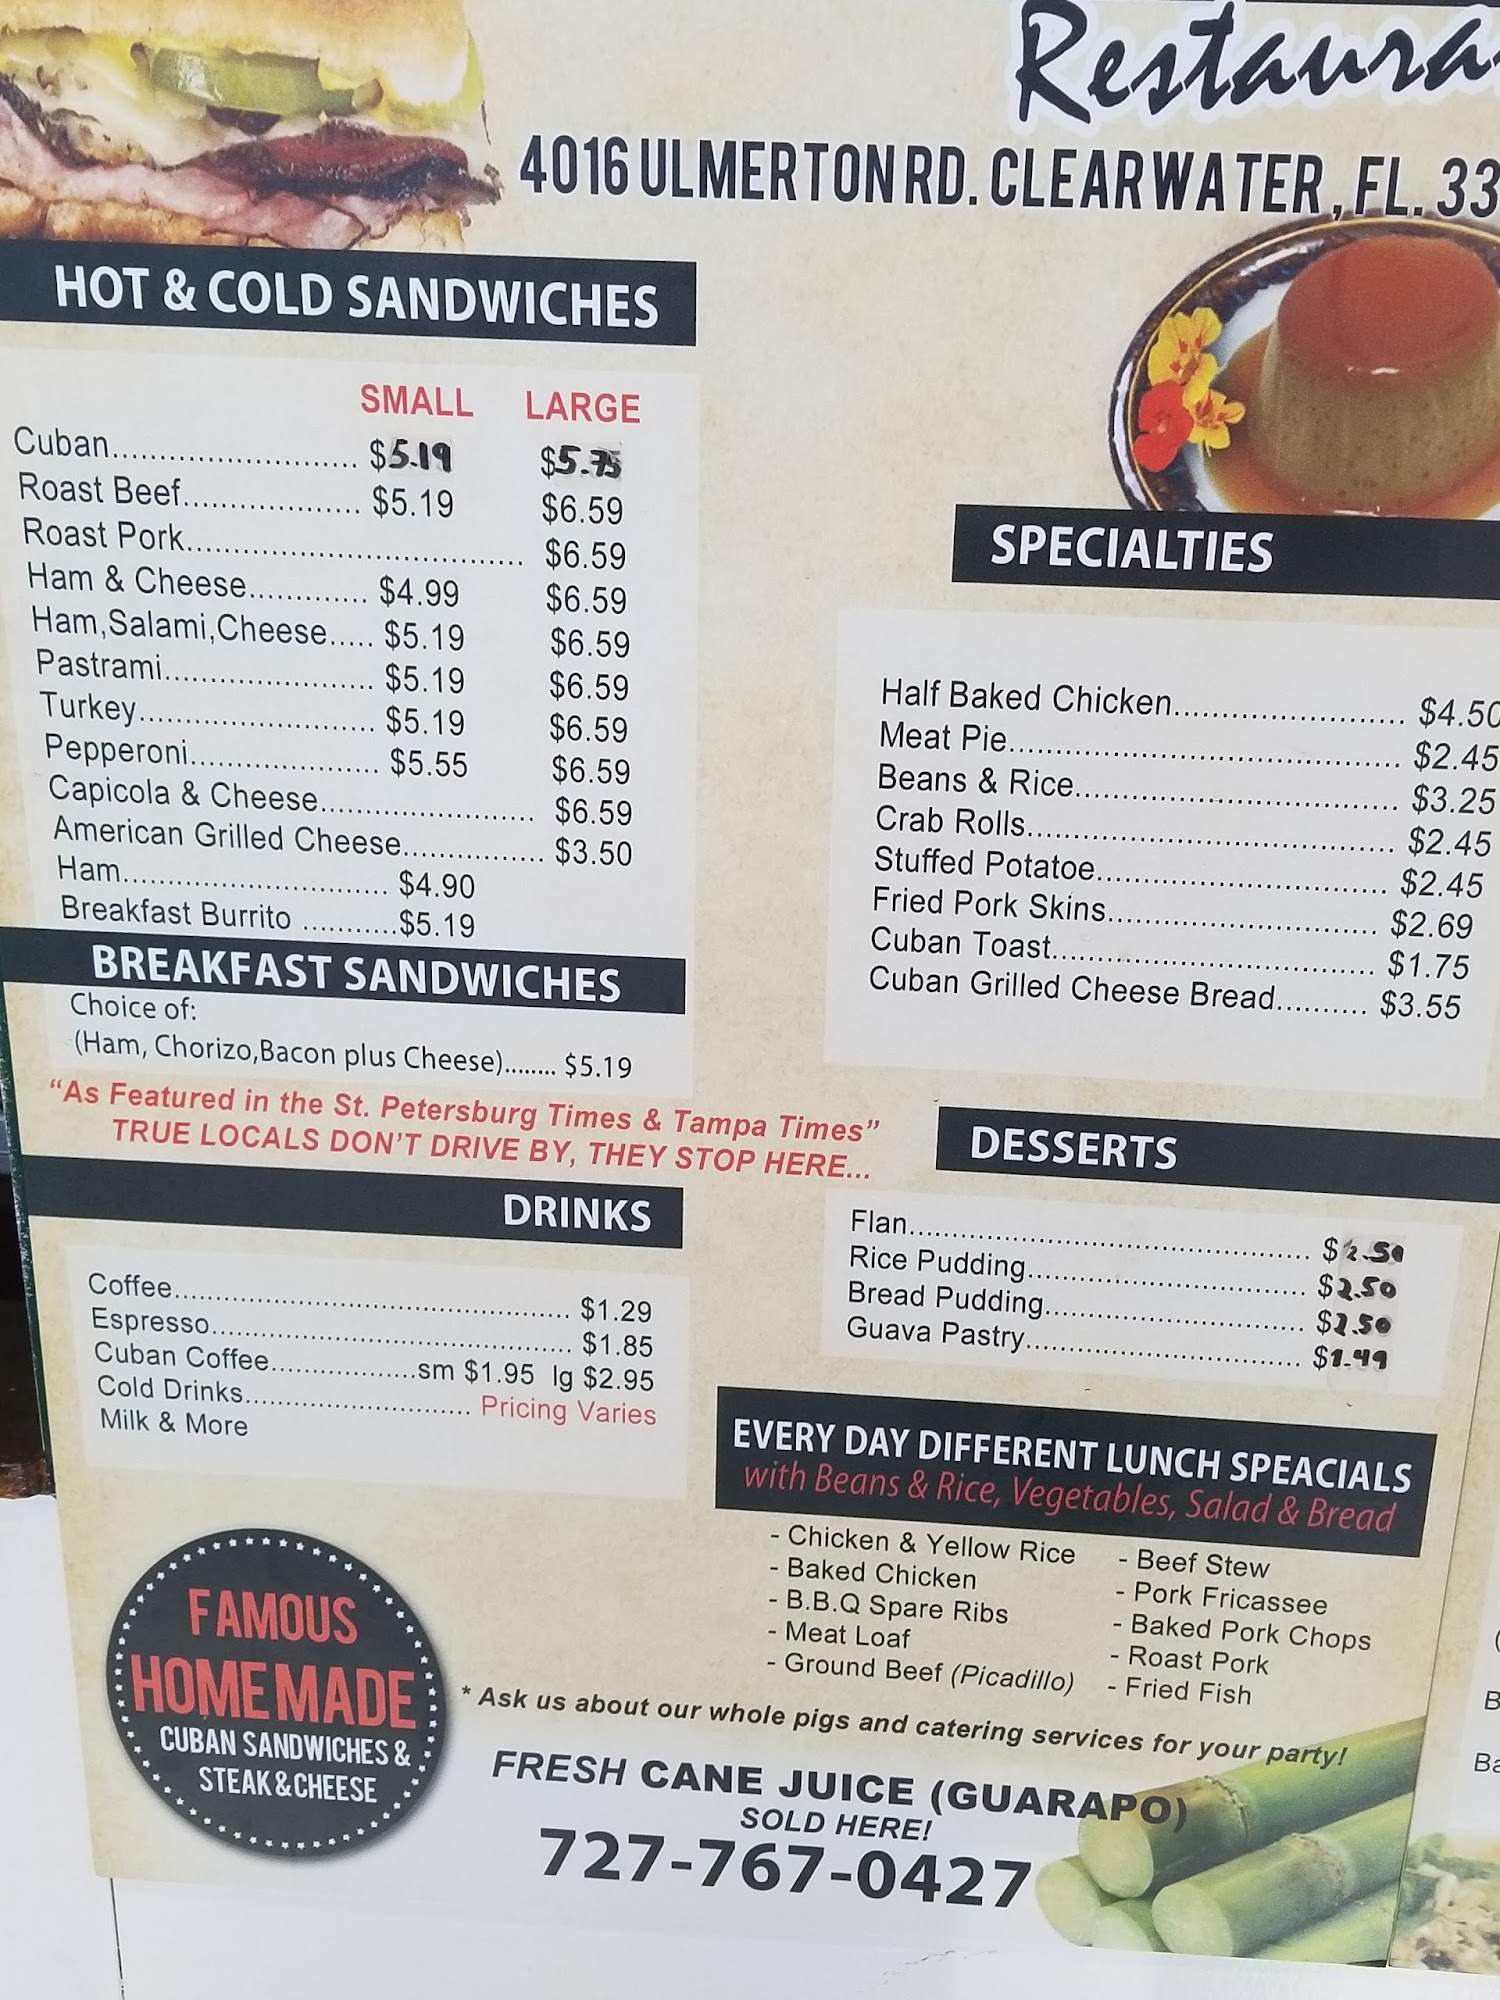 Restaura
4016 ULMERTON RD. CLEARWATER, FL. 33
HOT & COLD SANDWICHES
SMALL LARGE
Cuban........................... $5.19 $5.75
Roast Beef.................... $5.19 $6.59
Roast Pork..................................... $6.59
Ham & Cheese............. $4.99 $6.59
Ham,Salami,Cheese..... $5.19 $6.59
Pastrami....................... $5.19 $6.59
Turkey.......................... $5.19 $6.59
Pepperoni..................... $5.55 $6.59
Capicola & Cheese....................... $6.59
American Grilled Cheese................ $3.50
Ham............................. $4.90
Breakfast Burrito ...........$5.19
BREAKFAST SANDWICHES
Choice of:
(Ham, Chorizo,Bacon plus Cheese)........ $5.19
"As Featured in the St. Petersburg Times & Tampa Times"
TRUE LOCALS DON'T DRIVE BY, THEY STOP HERE...
DRINKS
Coffee............................................ $1.29
Espresso........................................ $1.85
Cuban Coffee................sm $1.95 lg $2.95
Cold Drinks......................... Pricing Varies
Milk & More
FAMOUS
HOMEMADE
CUBAN SANDWICHES &
STEAK & CHEESE
SPECIALTIES
Half Baked Chicken......................... $4.50
Meat Pie.......................................... $2.45
Beans & Rice................................... $3.25
Crab Rolls....................................... $2.45
Stuffed Potatoe............................... $2.45
Fried Pork Skins............................. $2.69
Cuban Toast................................... $1.75
Cuban Grilled Cheese Bread.......... $3.55
DESSERTS
Flan............................................ $2.50
Rice Pudding............................... $2.50
Bread Pudding............................. $2.50
Guava Pastry............................... $1.49
EVERY DAY DIFFERENT LUNCH SPEACIALS
with Beans & Rice, Vegetables, Salad & Bread
- Chicken & Yellow Rice
- Baked Chicken
- B.B.Q Spare Ribs
- Meat Loaf
- Ground Beef (Picadillo)
- Beef Stew
- Pork Fricassee
- Baked Pork Chops
- Roast Pork
- Fried Fish
* Ask us about our whole pigs and catering services for your party!
FRESH CANE JUICE (GUARAPO)
SOLD HERE!
727-767-0427